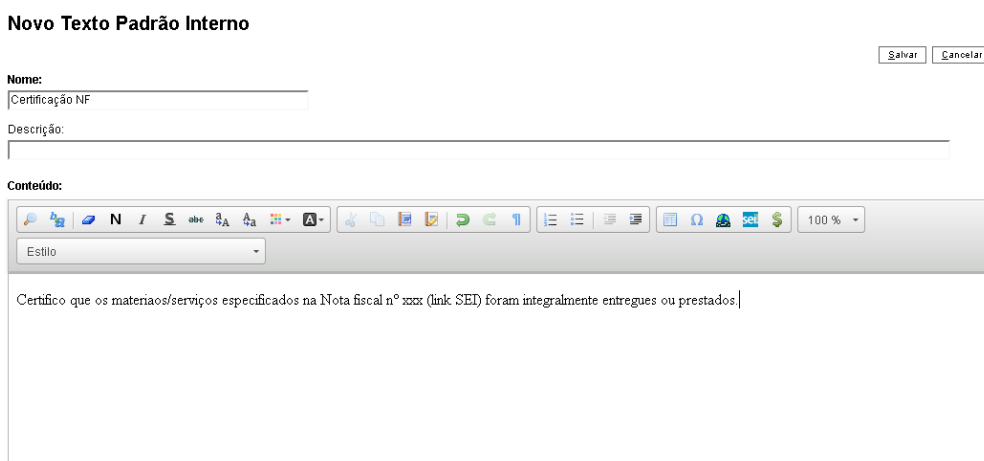 Novo Texto Padrão Interno
Salvar Cancelar
Nome:
Certificação NF
Descrição:
Conteúdo:
N I S abc 100 %
Estilo
Certifico que os materiaos/serviços especificados na Nota fiscal nº xxx (link SEI) foram integralmente entregues ou prestados.